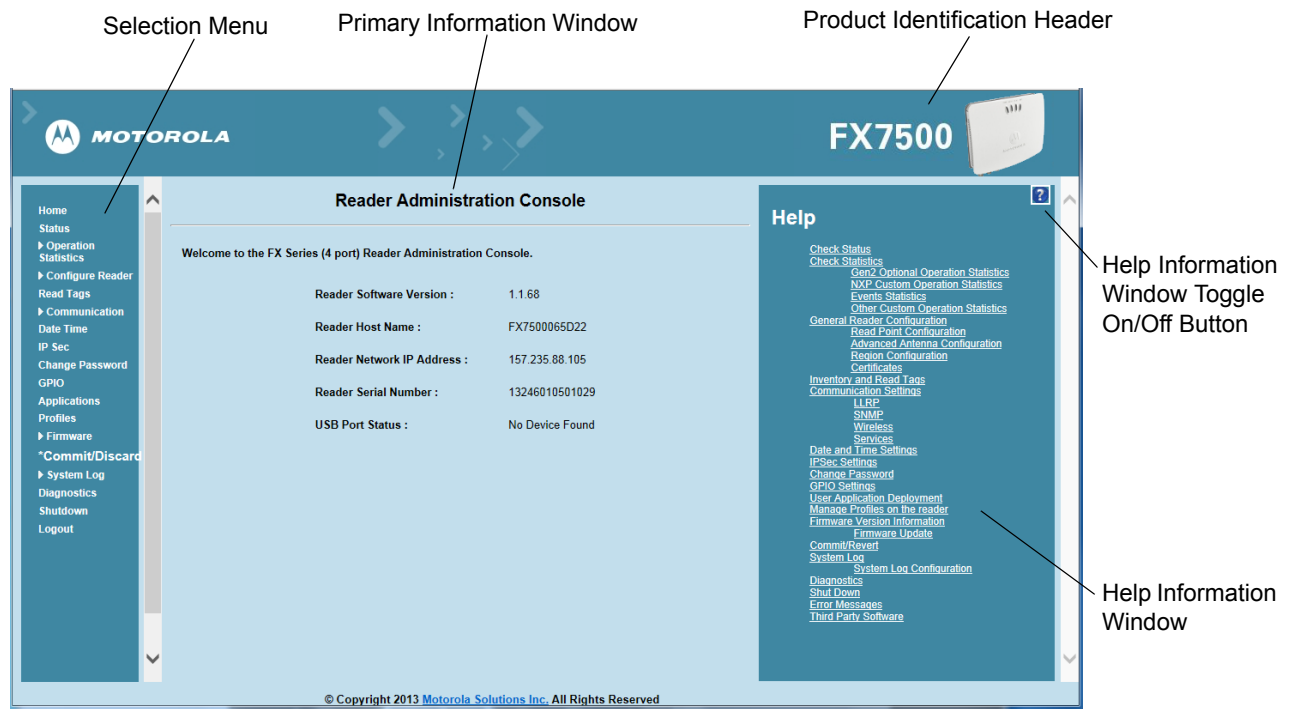 Selection Menu
Primary Information Window
Product Identification Header
MOTOROLA
FX7500
Home
Status
Operation
Statistics
Configure Reader
Read Tags
Communication
Date Time
IP Sec
Change Password
GPIO
Applications
Profiles
Firmware
*Commit/Discard
System Log
Diagnostics
Shutdown
Logout
Reader Administration Console
Welcome to the FX Series (4 port) Reader Administration Console.
Reader Software Version : 1.1.68
Reader Host Name : FX7500065D22
Reader Network IP Address : 157.235.88.105
Reader Serial Number : 13246010501029
USB Port Status : No Device Found
?
Help
Check Status
Check Statistics
Gen2 Optional Operation Statistics
NXP Custom Operation Statistics
Events Statistics
Other Custom Operation Statistics
General Reader Configuration
Read Point Configuration
Advanced Antenna Configuration
Region Configuration
Certificates
Inventory and Read Tags
Communication Settings
LLRP
SNMP
Wireless
Services
Date and Time Settings
IPSec Settings
Change Password
GPIO Settings
User Application Deployment
Manage Profiles on the reader
Firmware Version Information
Firmware Update
Commit/Revert
System Log
System Log Configuration
Diagnostics
Shut Down
Error Messages
Third Party Software
Help Information
Window Toggle
On/Off Button
Help Information
Window
© Copyright 2013 Motorola Solutions Inc. All Rights Reserved